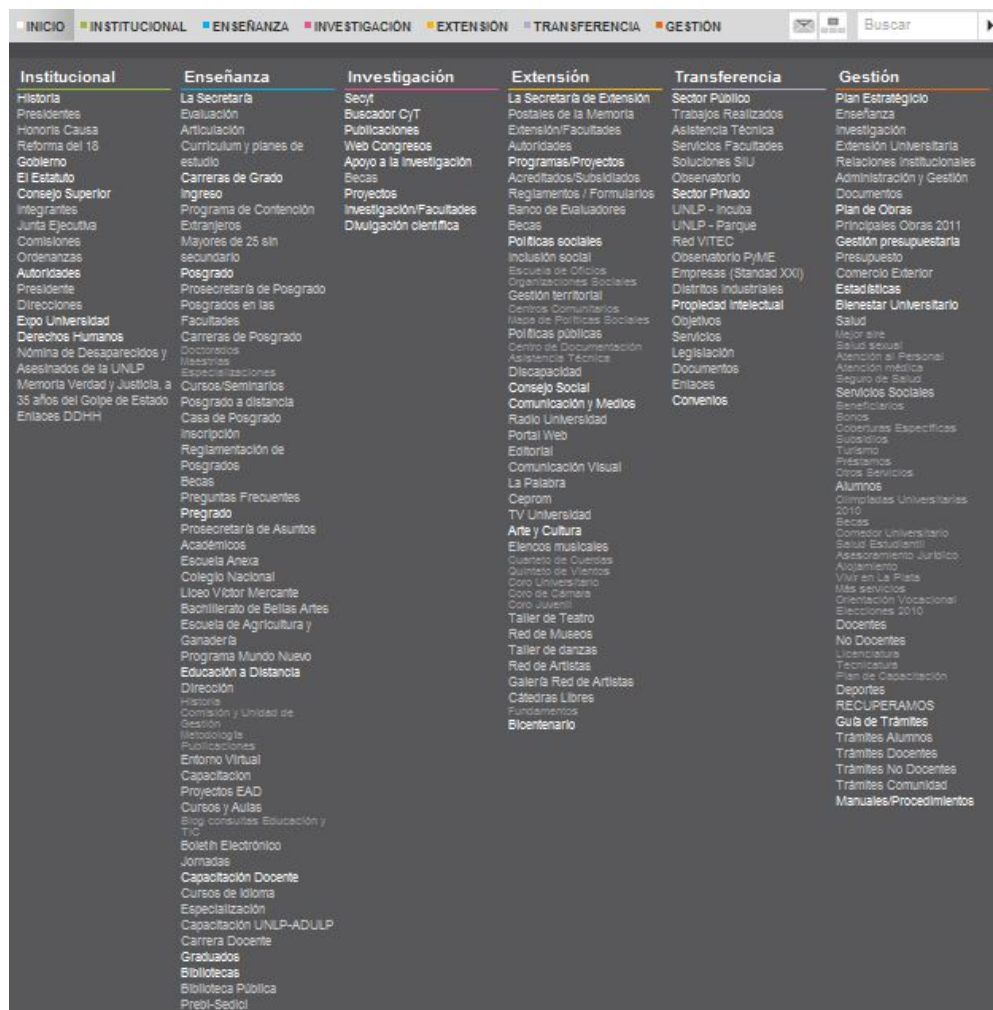 INICIO INSTITUCIONAL ENSEÑANZA INVESTIGACIÓN EXTENSIÓN TRANSFERENCIA GESTIÓN Buscar
Institucional
Historia
Presidentes
Honoris Causa
Reforma del 18
Gobierno
El Estatuto
Consejo Superior
Integrantes
Junta Ejecutiva
Comisiones
Ordenanzas
Autoridades
Presidente
Direcciones
Expo Universidad
Derechos Humanos
Nómina de Desaparecidos y
Asesinados de la UNLP
Memoria Verdad y Justicia, a
35 años del Golpe de Estado
Enlaces DDHH
Enseñanza
La Secretaría
Evaluación
Articulación
Curriculum y planes de
estudio
Carreras de Grado
Ingreso
Programa de Contención
Extranjeros
Mayores de 25 sin
secundario
Posgrado
Prosecretaría de Posgrado
Posgrados en las
Facultades
Carreras de Posgrado
Doctorados
Maestrías
Especializaciones
Cursos/Seminarios
Posgrado a distancia
Casa de Posgrado
Inscripción
Reglamentación de
Posgrados
Becas
Preguntas Frecuentes
Pregrado
Prosecretaría de Asuntos
Académicos
Escuela Anexa
Colegio Nacional
Liceo Víctor Mercante
Bachillerato de Bellas Artes
Escuela de Agricultura y
Ganadería
Programa Mundo Nuevo
Educación a Distancia
Dirección
Historia
Comisión y Unidad de
Gestión
Metodología
Publicaciones
Entorno Virtual
Capacitacion
Proyectos EAD
Cursos y Aulas
Blog consultas Educación y
TIC
Boletín Electrónico
Jornadas
Capacitación Docente
Cursos de Idioma
Especialización
Capacitación UNLP-ADULP
Carrera Docente
Graduados
Bibliotecas
Biblioteca Pública
Prebi-Sedici
Investigación
Secyt
Buscador CyT
Publicaciones
Web Congresos
Apoyo a la Investigación
Becas
Proyectos
Investigación/Facultades
Divulgación científica
Extensión
La Secretaría de Extensión
Postales de la Memoria
Extensión/Facultades
Autoridades
Programas/Proyectos
Acreditados/Subsidiados
Reglamentos / Formularios
Banco de Evaluadores
Becas
Políticas sociales
Inclusión social
Escuela de Oficios
Organizaciones Sociales
Gestión territorial
Centros Comunitarios
Mapa de Políticas Sociales
Políticas públicas
Centro de Documentación
Asistencia Técnica
Discapacidad
Consejo Social
Comunicación y Medios
Radio Universidad
Portal Web
Editorial
Comunicación Visual
La Palabra
Ceprom
TV Universidad
Arte y Cultura
Elencos musicales
Cuarteto de Cuerdas
Quinteto de Vientos
Coro Universitario
Coro de Cámara
Coro Juvenil
Taller de Teatro
Red de Museos
Taller de danzas
Red de Artistas
Galería Red de Artistas
Cátedras Libres
Fundamentos
Bicentenario
Transferencia
Sector Público
Trabajos Realizados
Asistencia Técnica
Servicios Facultades
Soluciones SIU
Observatorio
Sector Privado
UNLP - Incuba
UNLP - Parque
Red VITEC
Observatorio PyME
Empresas (Standad XXI)
Distritos Industriales
Propiedad Intelectual
Objetivos
Servicios
Legislación
Documentos
Enlaces
Convenios
Gestión
Plan Estratégicio
Enseñanza
Investigación
Extensión Universitaria
Relaciones Institucionales
Administración y Gestión
Documentos
Plan de Obras
Principales Obras 2011
Gestión presupuestaria
Presupuesto
Comercio Exterior
Estadísticas
Bienestar Universitario
Salud
Mejor aire
Salud sexual
Atención al Personal
Atención médica
Seguro de Salud
Servicios Sociales
Beneficiarios
Bonos
Coberturas Específicas
Subsidios
Turismo
Préstamos
Otros Servicios
Alumnos
Olimpíadas Universitarias
2010
Becas
Comedor Universitario
Salud Estudiantil
Asesoramiento Jurídico
Alojamiento
Vivir en La Plata
Más servicios
Orientación Vocacional
Elecciones 2010
Docentes
No Docentes
Licenciatura
Tecnicatura
Plan de Capacitación
Deportes
RECUPERAMOS
Guía de Trámites
Trámites Alumnos
Trámites Docentes
Trámites No Docentes
Trámites Comunidad
Manuales/Procedimientos